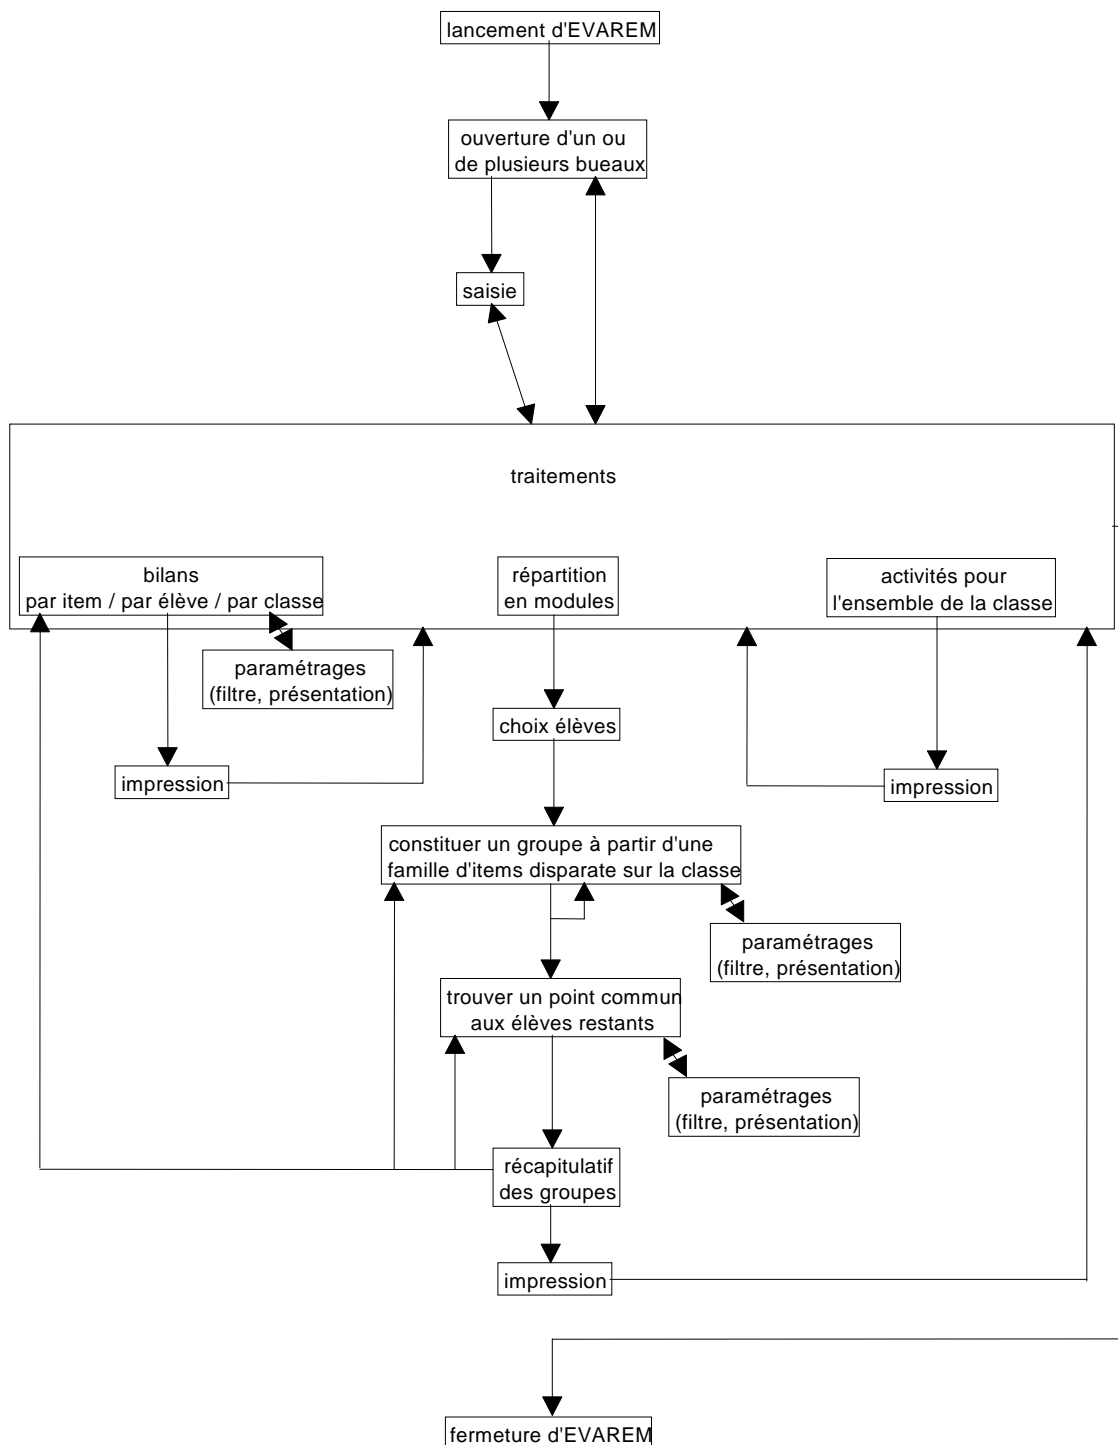 lancement d'EVAREM
ouverture d'un ou
de plusieurs bueaux
saisie
traitements
bilans
par item / par élève / par classe
répartition
en modules
activités pour
l'ensemble de la classe
paramétrages
(filtre, présentation)
choix élèves
impression
impression
constituer un groupe à partir d'une
famille d'items disparate sur la classe
paramétrages
(filtre, présentation)
trouver un point commun
aux élèves restants
paramétrages
(filtre, présentation)
récapitulatif
des groupes
impression
fermeture d'EVAREM